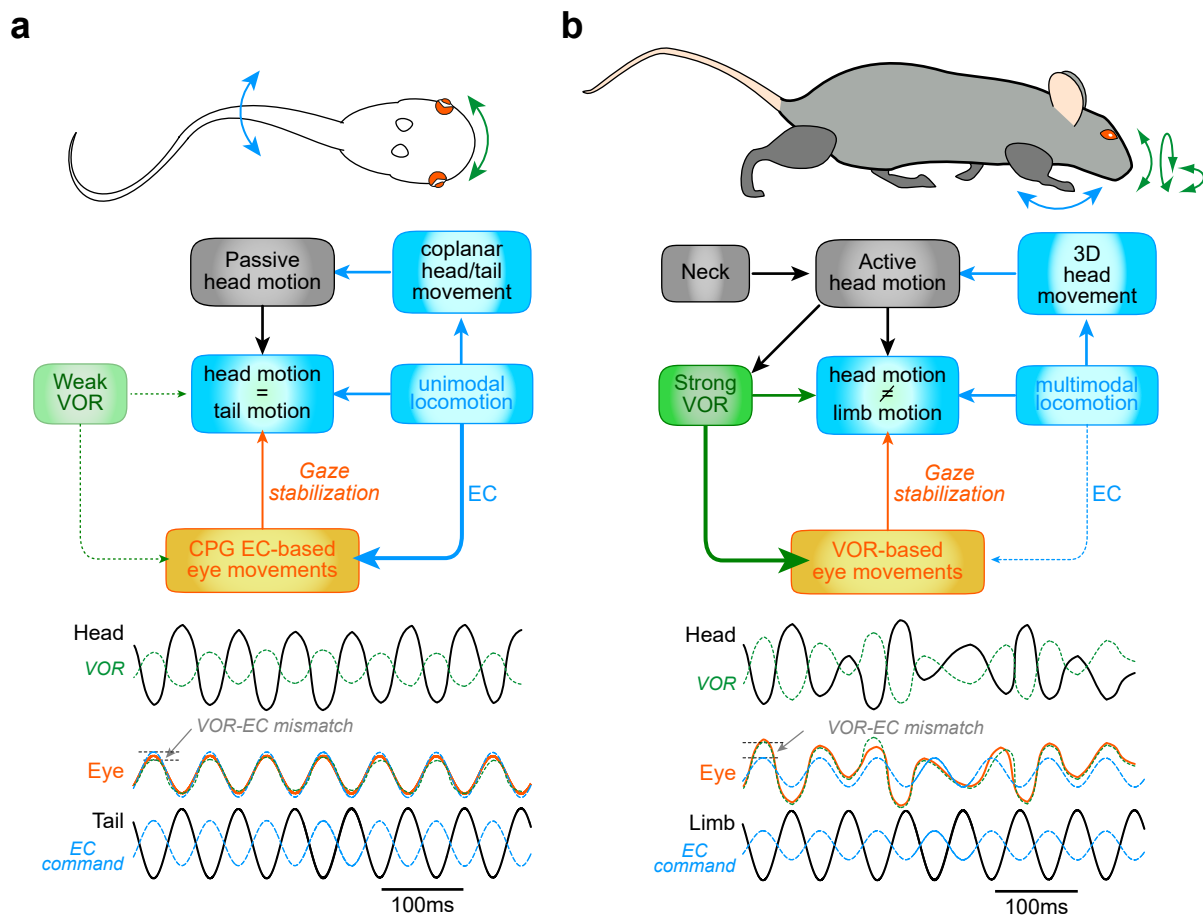 a
Passive
head motion
coplanar
head/tail
movement
Weak
VOR
head motion
=
tail motion
unimodal
locomotion
Gaze
stabilization
EC
CPG EC-based
eye movements
Head
VOR
VOR-EC mismatch
Eye
Tail
EC
command
100ms
b
Neck
Active
head motion
3D
head
movement
Strong
VOR
head motion
≠
limb motion
multimodal
locomotion
Gaze
stabilization
EC
VOR-based
eye movements
Head
VOR
VOR-EC mismatch
Eye
Limb
EC
command
100ms